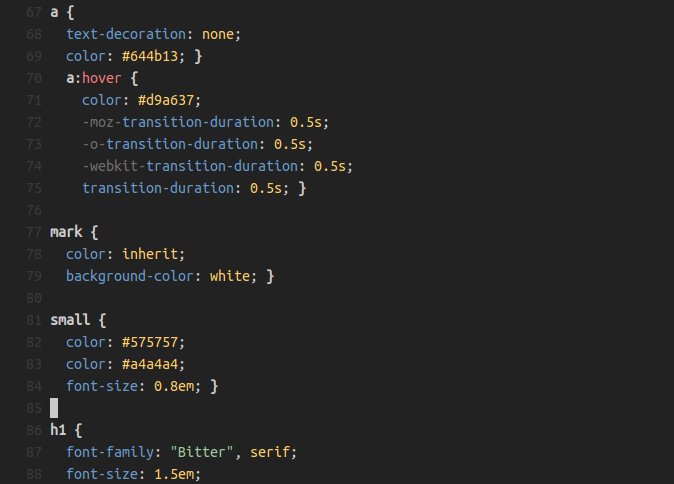 67 a {
68   text-decoration: none;
69   color: #644b13; }
70   a:hover {
71     color: #d9a637;
72     -moz-transition-duration: 0.5s;
73     -o-transition-duration: 0.5s;
74     -webkit-transition-duration: 0.5s;
75     transition-duration: 0.5s; }
76
77 mark {
78   color: inherit;
79   background-color: white; }
80
81 small {
82   color: #575757;
83   color: #a4a4a4;
84   font-size: 0.8em; }
85
86 h1 {
87   font-family: "Bitter", serif;
88   font-size: 1.5em;